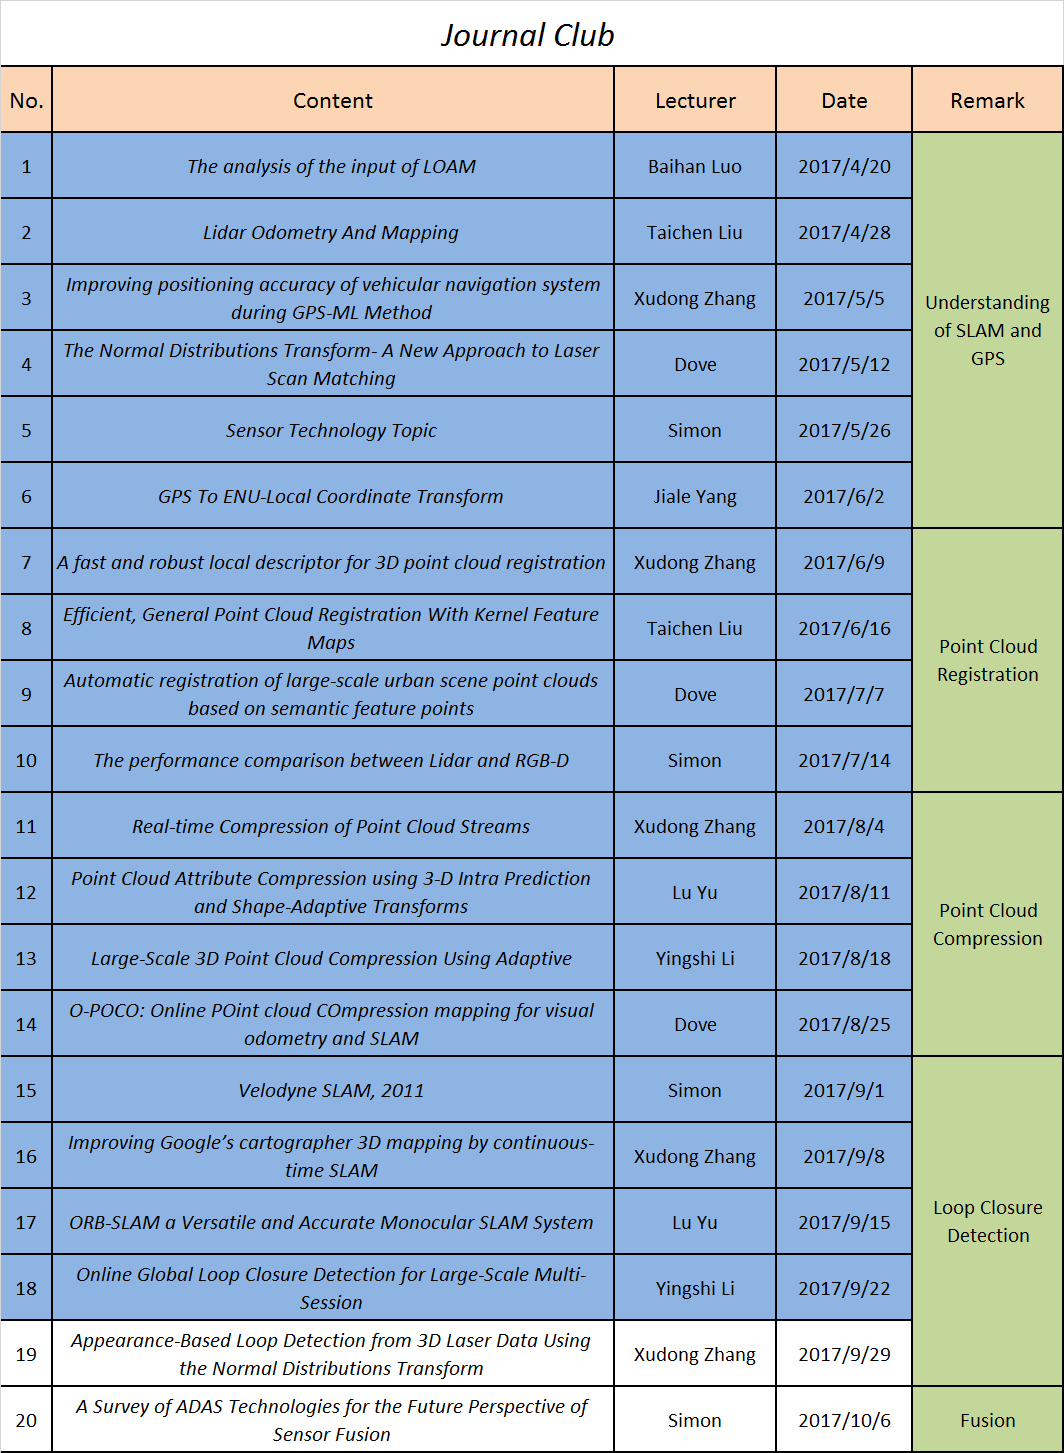 Journal Club
No. Content Lecturer Date Remark
1 The analysis of the input of LOAM Baihan Luo 2017/4/20
2 Lidar Odometry And Mapping Taichen Liu 2017/4/28
3 Improving positioning accuracy of vehicular navigation system
during GPS-ML Method Xudong Zhang 2017/5/5
4 The Normal Distributions Transform- A New Approach to Laser
Scan Matching Dove 2017/5/12
5 Sensor Technology Topic Simon 2017/5/26
6 GPS To ENU-Local Coordinate Transform Jiale Yang 2017/6/2
Understanding
of SLAM and
GPS
7 A fast and robust local descriptor for 3D point cloud registration Xudong Zhang 2017/6/9
8 Efficient, General Point Cloud Registration With Kernel Feature
Maps Taichen Liu 2017/6/16
9 Automatic registration of large-scale urban scene point clouds
based on semantic feature points Dove 2017/7/7
10 The performance comparison between Lidar and RGB-D Simon 2017/7/14
Point Cloud
Registration
11 Real-time Compression of Point Cloud Streams Xudong Zhang 2017/8/4
12 Point Cloud Attribute Compression using 3-D Intra Prediction
and Shape-Adaptive Transforms Lu Yu 2017/8/11
13 Large-Scale 3D Point Cloud Compression Using Adaptive Yingshi Li 2017/8/18
14 O-POCO: Online POint cloud COmpression mapping for visual
odometry and SLAM Dove 2017/8/25
Point Cloud
Compression
15 Velodyne SLAM, 2011 Simon 2017/9/1
16 Improving Google’s cartographer 3D mapping by continuous-
time SLAM Xudong Zhang 2017/9/8
17 ORB-SLAM a Versatile and Accurate Monocular SLAM System Lu Yu 2017/9/15
18 Online Global Loop Closure Detection for Large-Scale Multi-
Session Yingshi Li 2017/9/22
19 Appearance-Based Loop Detection from 3D Laser Data Using
the Normal Distributions Transform Xudong Zhang 2017/9/29
Loop Closure
Detection
20 A Survey of ADAS Technologies for the Future Perspective of
Sensor Fusion Simon 2017/10/6 Fusion